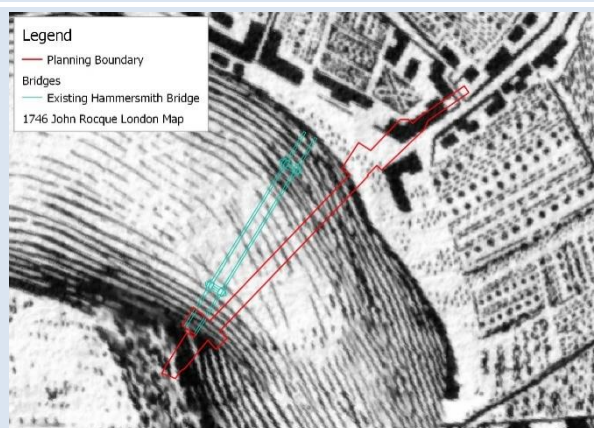 Legend
Planning Boundary
Bridges
Existing Hammersmith Bridge
1746 John Rocque London Map